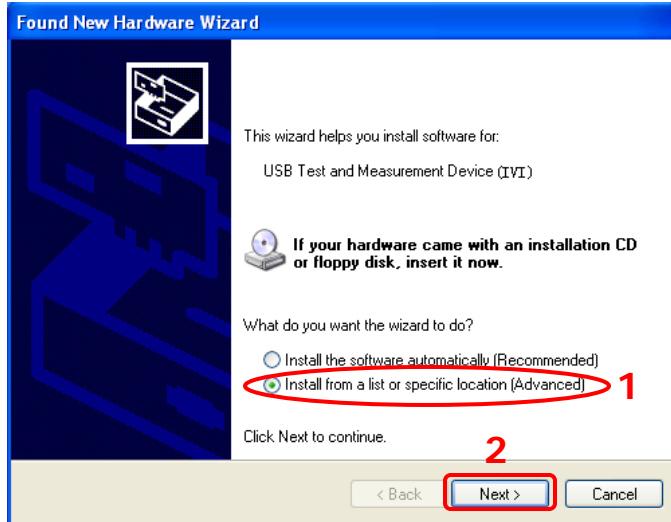 Found New Hardware Wizard
This wizard helps you install software for:
USB Test and Measurement Device (IVI)
If your hardware came with an installation CD
or floppy disk, insert it now.
What do you want the wizard to do?
Install the software automatically (Recommended)
Install from a list or specific location (Advanced)
1
Click Next to continue.
2
< Back
Next >
Cancel